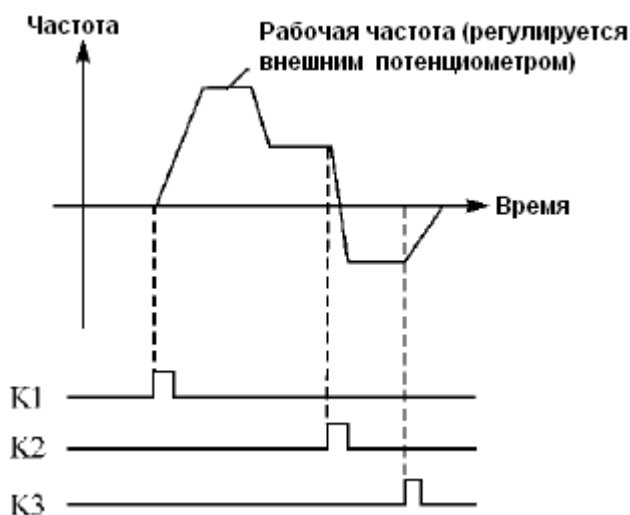 Частота
Рабочая частота (регулируется
внешним потенциометром)
Время
K1
K2
K3